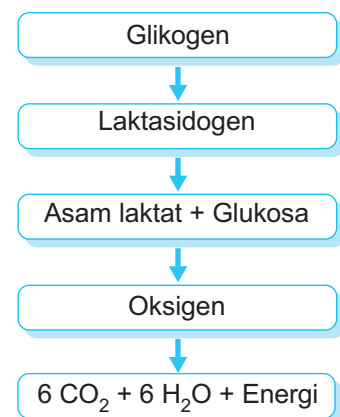 Glikogen
Laktasidogen
Asam laktat + Glukosa
Oksigen
6 CO₂ + 6 H₂O + Energi